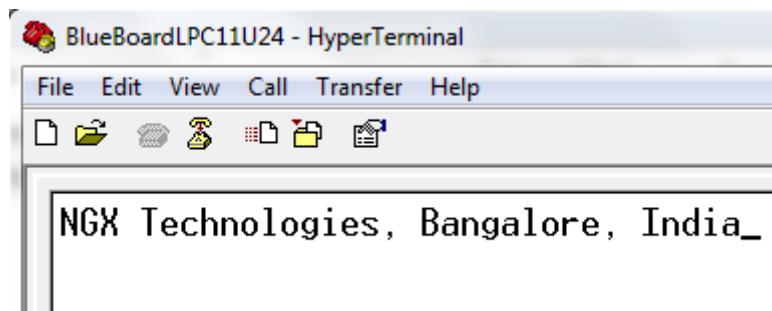 BlueBoardLPC11U24 - HyperTerminal
File Edit View Call Transfer Help
NGX Technologies, Bangalore, India_